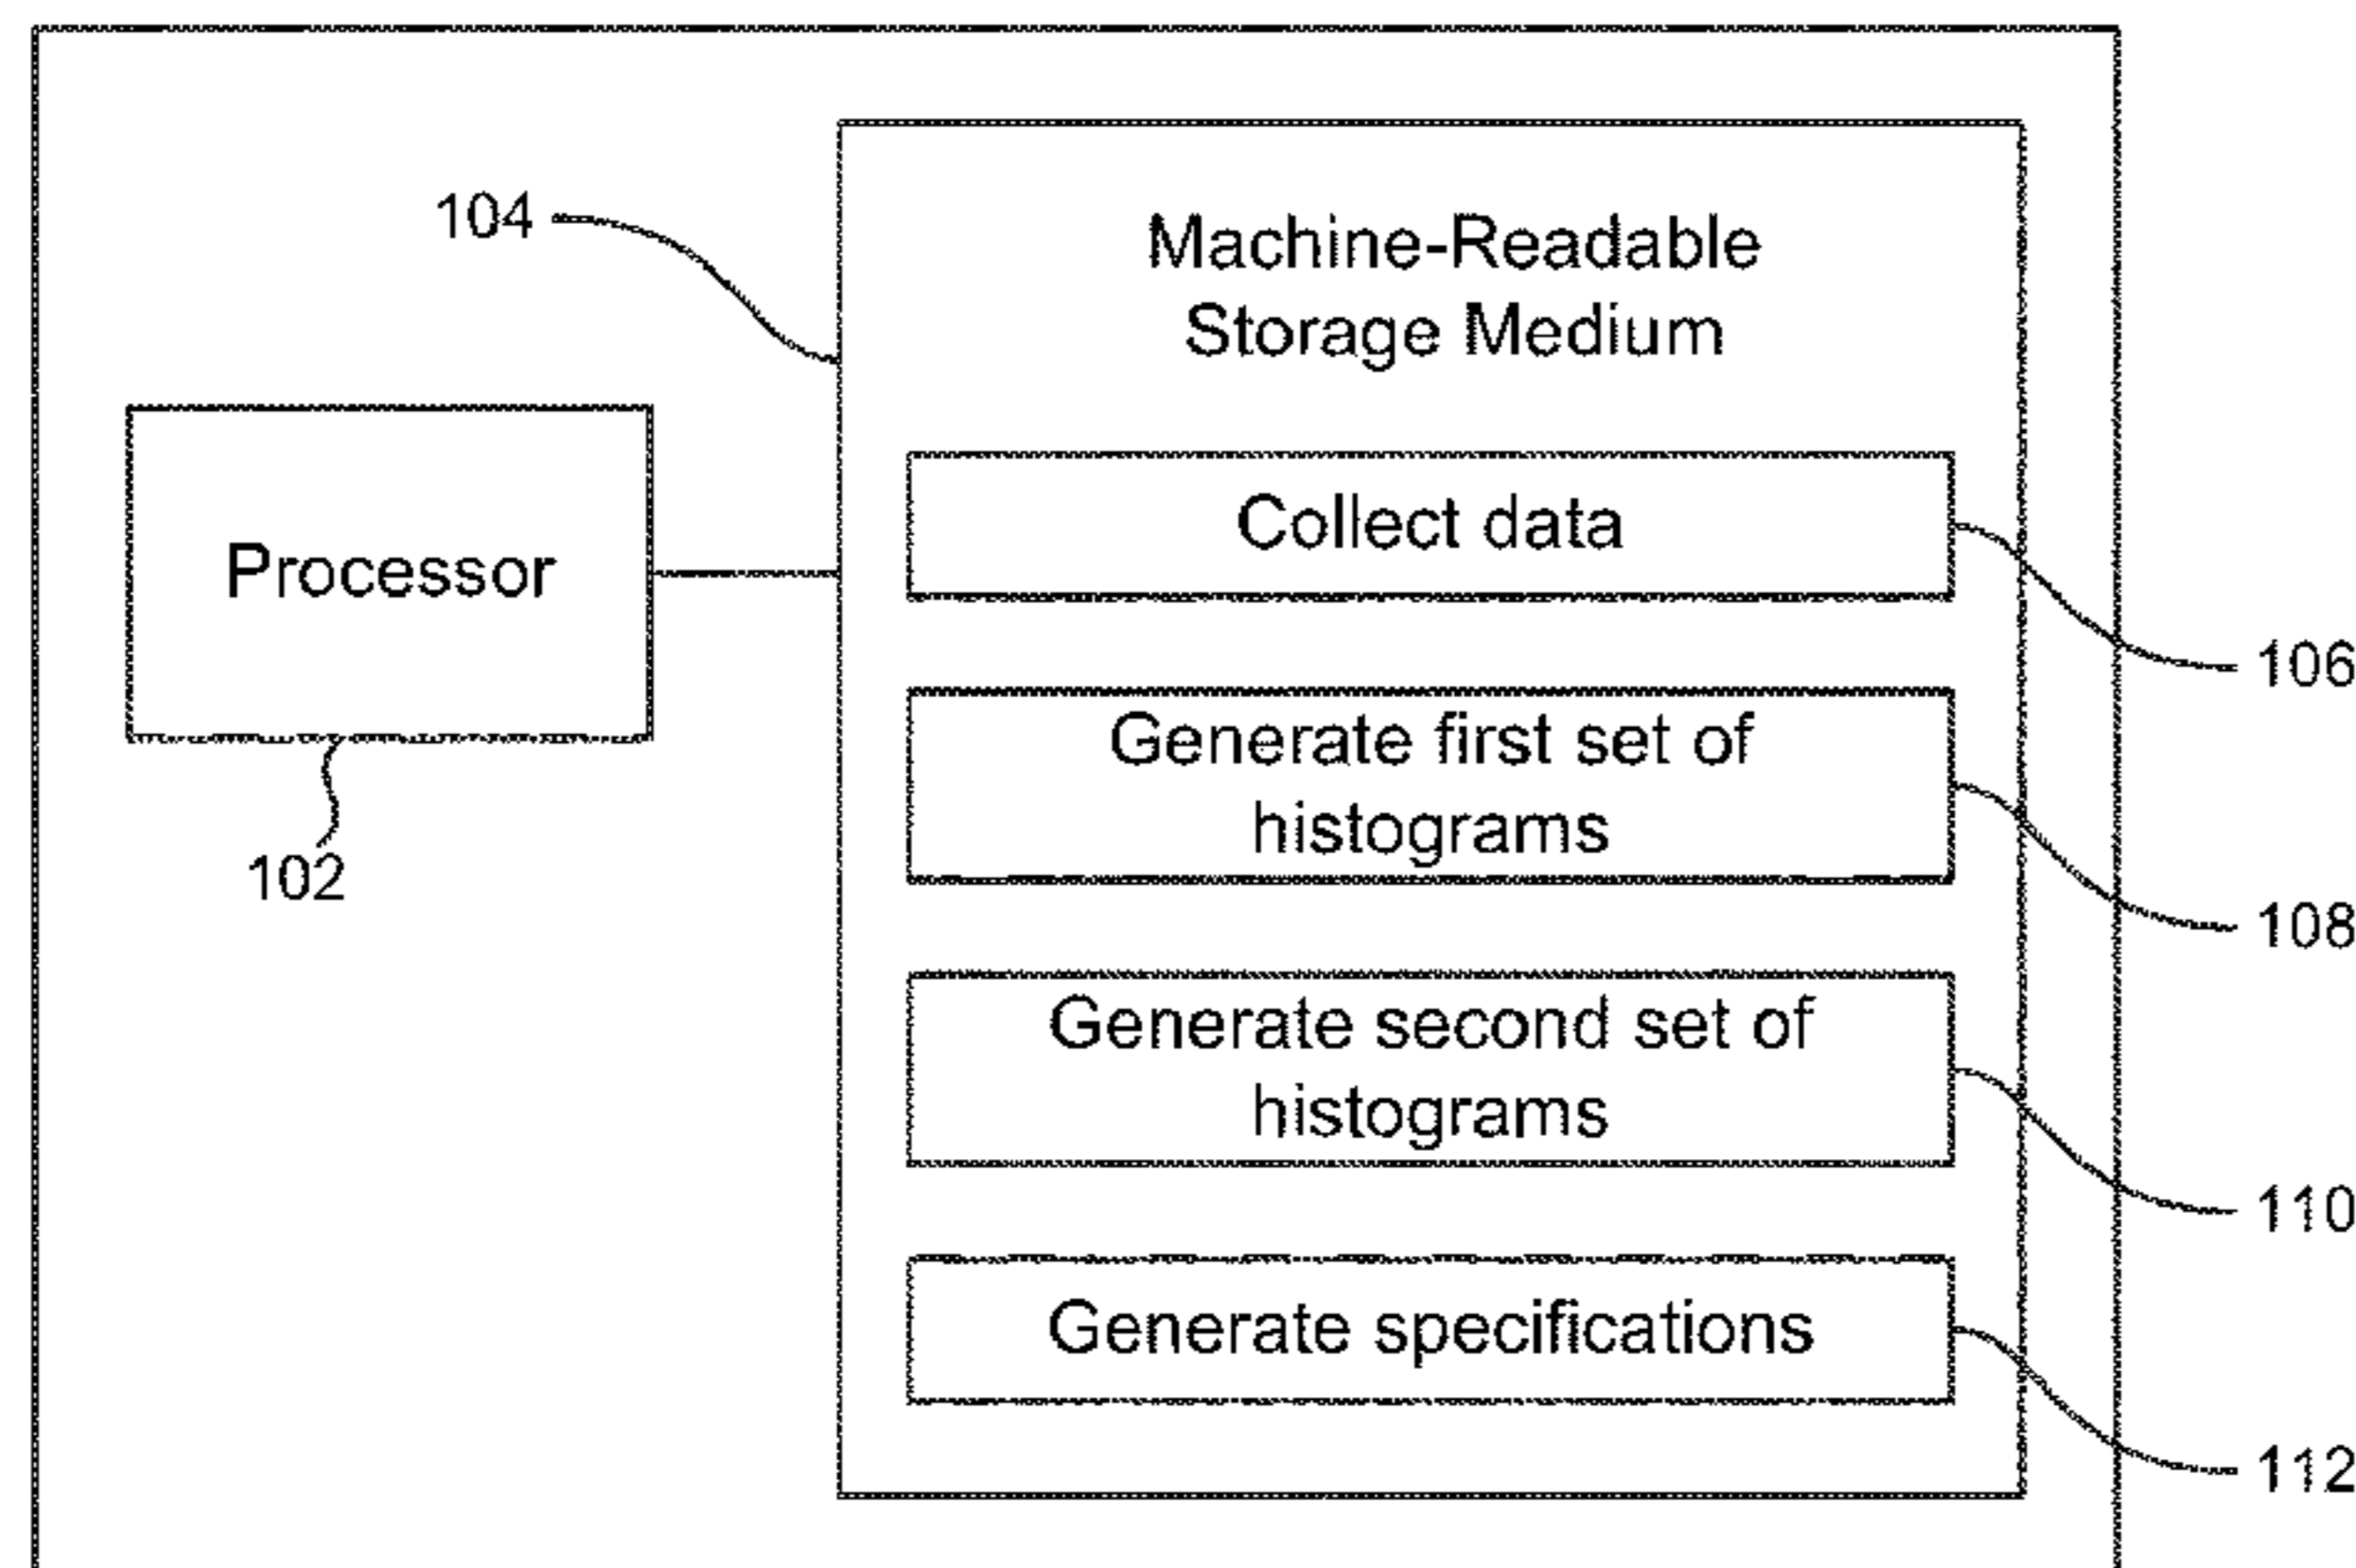 104
Machine-Readable
Storage Medium
Processor
102
Collect data
106
Generate first set of
histograms
108
Generate second set of
histograms
110
Generate specifications
112